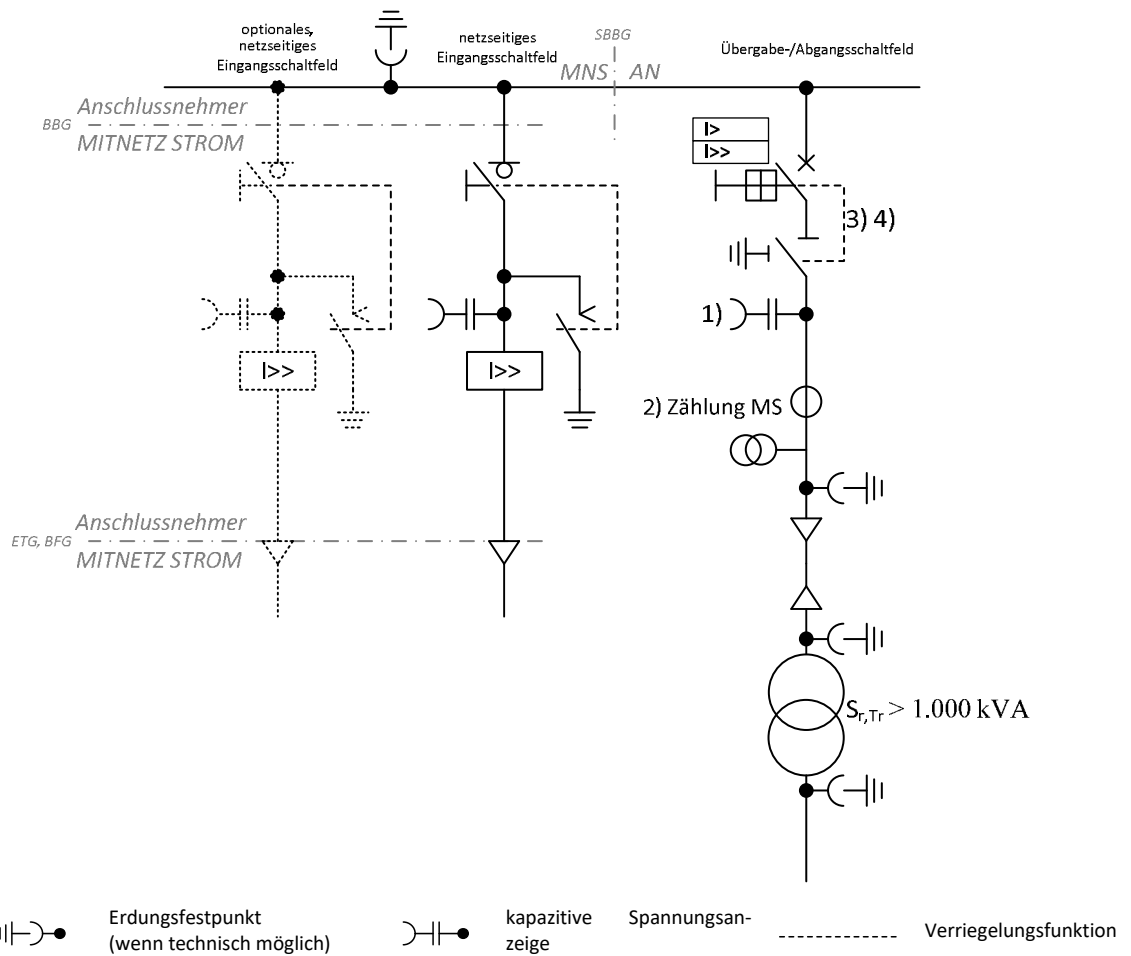 optionales,
netzseitiges
Eingangsschaltfeld
netzseitiges
Eingangsschaltfeld
SBBG
MNS AN
Übergabe-/Abgangsschaltfeld
Anschlussnehmer
BBG
MITNETZ STROM
I>
I>>
3) 4)
1)
I>>
I>>
2) Zählung MS
Anschlussnehmer
ETG, BFG
MITNETZ STROM
Sr,Tr > 1.000 kVA
Erdungsfestpunkt
(wenn technisch möglich)
kapazitive Spannungsan-
zeige
Verriegelungsfunktion